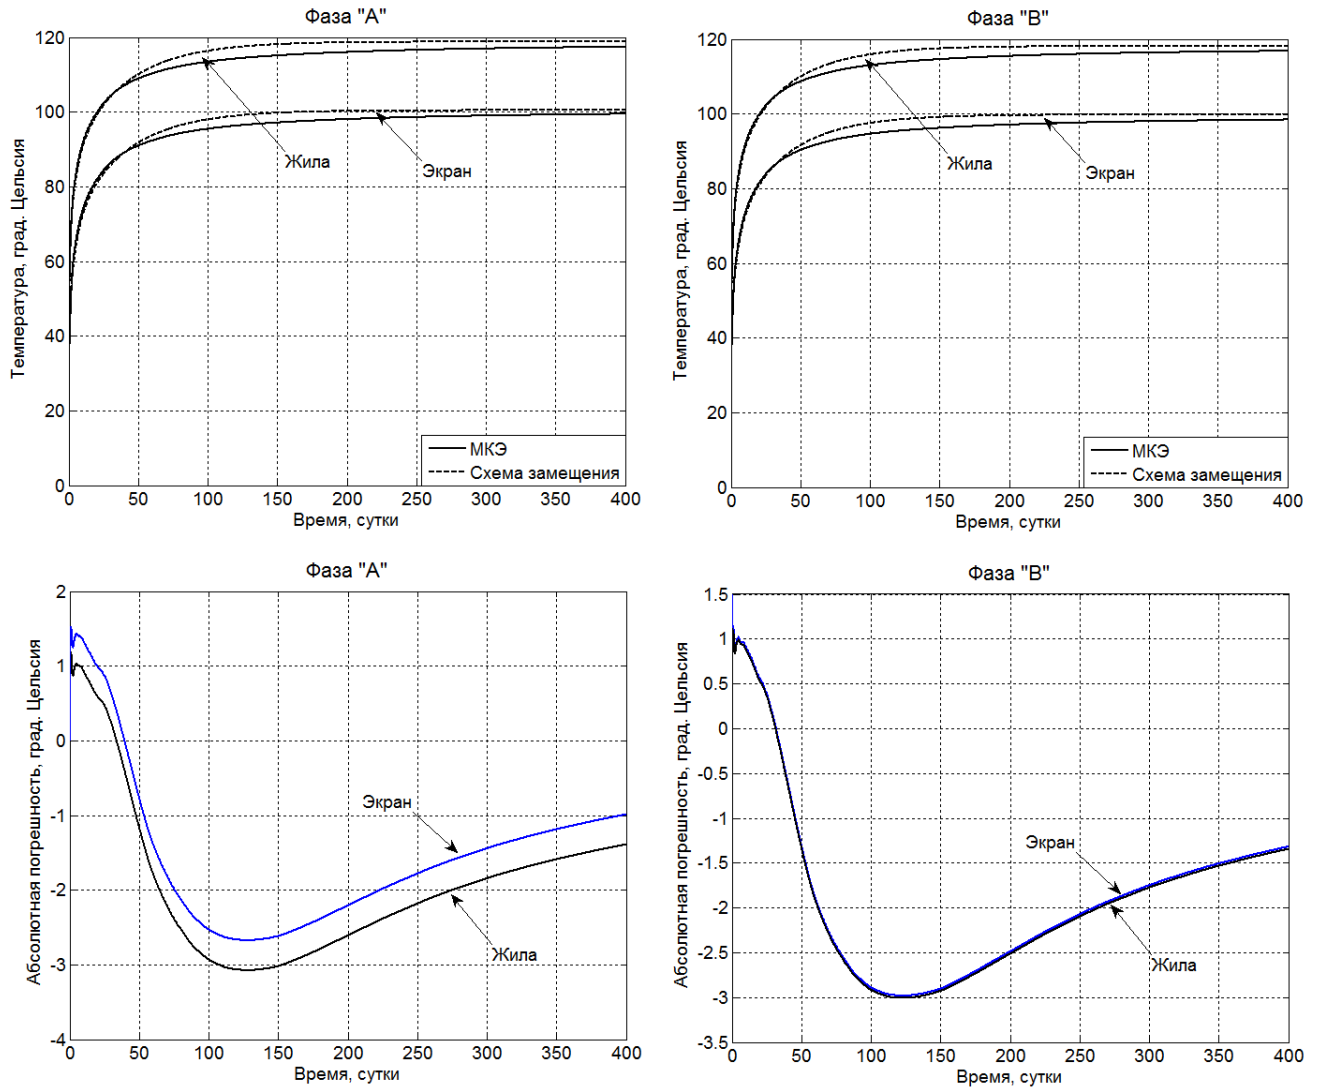 Фаза "А"
Температура, град. Цельсия
120
100
80
60
40
20
0
Жила
Экран
МКЭ
Схема замещения
0 50 100 150 200 250 300 350 400
Время, сутки
Фаза "В"
Температура, град. Цельсия
120
100
80
60
40
20
0
Жила
Экран
МКЭ
Схема замещения
0 50 100 150 200 250 300 350 400
Время, сутки
Фаза "А"
Абсолютная погрешность, град. Цельсия
2
1
0
-1
-2
-3
-4
Экран
Жила
0 50 100 150 200 250 300 350 400
Время, сутки
Фаза "В"
Абсолютная погрешность, град. Цельсия
1.5
1
0.5
0
-0.5
-1
-1.5
-2
-2.5
-3
-3.5
Экран
Жила
0 50 100 150 200 250 300 350 400
Время, сутки